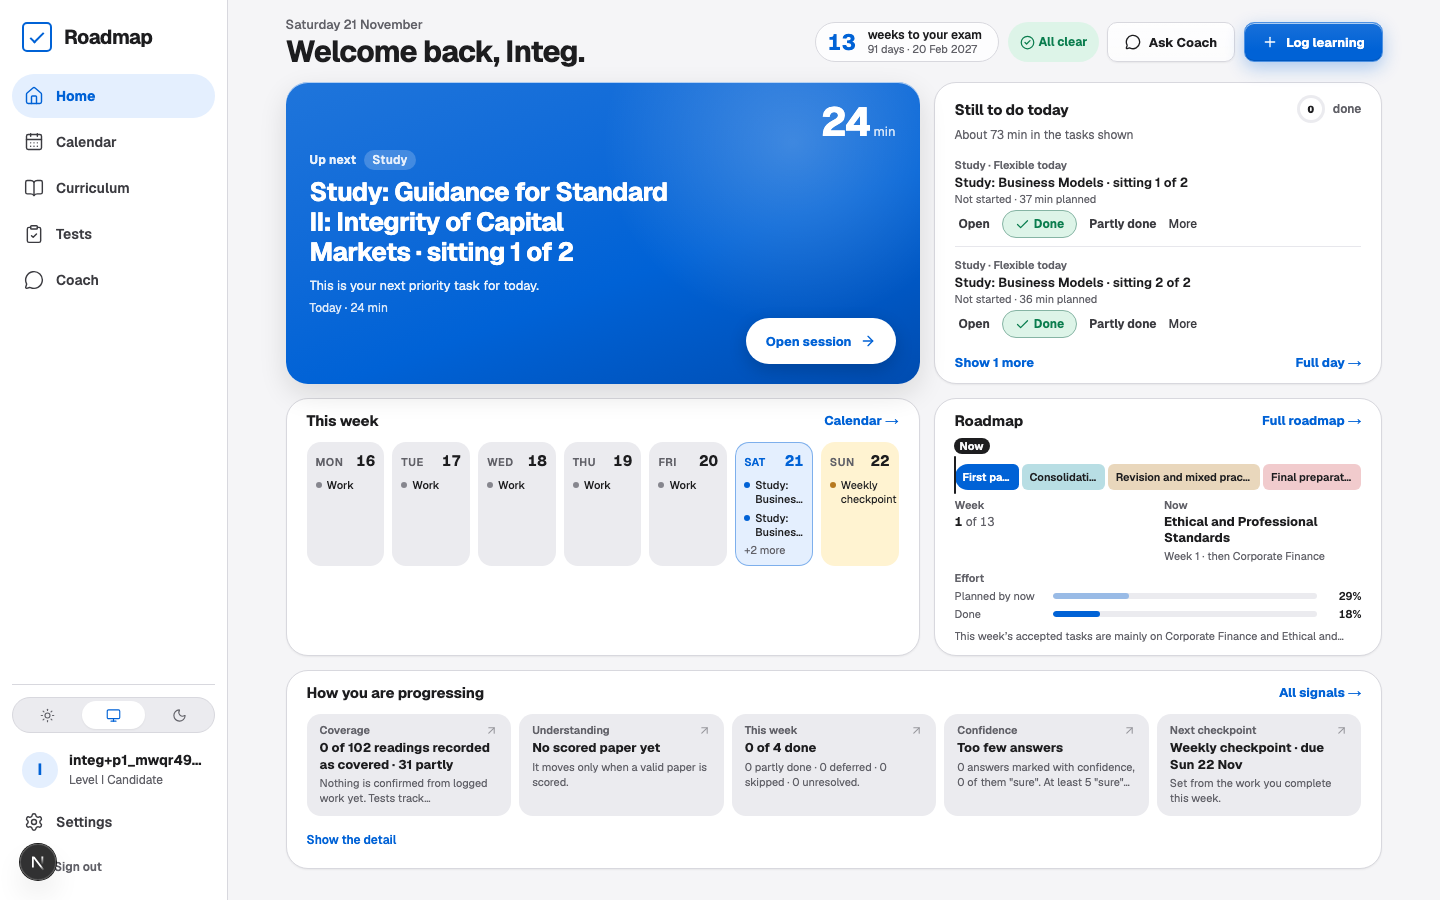 Roadmap
Home
Calendar
Curriculum
Tests
Coach
integ+p1_mwqr49...
I
Level I Candidate
Settings
N
Sign out
Saturday 21 November
Welcome back, Integ.
13
weeks to your exam
91 days · 20 Feb 2027
All clear
Ask Coach
Log learning
24 min
Up next
Study
Study: Guidance for Standard
II: Integrity of Capital
Markets · sitting 1 of 2
This is your next priority task for today.
Today · 24 min
Open session →
Still to do today
0 done
About 73 min in the tasks shown
Study · Flexible today
Study: Business Models · sitting 1 of 2
Not started · 37 min planned
Open
Done
Partly done
More
Study · Flexible today
Study: Business Models · sitting 2 of 2
Not started · 36 min planned
Open
Done
Partly done
More
Show 1 more
Full day →
This week
Calendar →
MON 16
Work
TUE 17
Work
WED 18
Work
THU 19
Work
FRI 20
Work
SAT 21
Study:
Busines...
Study:
Busines...
+2 more
SUN 22
Weekly
checkpoint
Roadmap
Full roadmap →
Now
First pa...
Consolidati...
Revision and mixed prac...
Final preparat...
Week
1 of 13
Now
Ethical and Professional
Standards
Week 1 · then Corporate Finance
Effort
Planned by now 29%
Done 18%
This week's accepted tasks are mainly on Corporate Finance and Ethical and...
How you are progressing
All signals →
Coverage
0 of 102 readings recorded
as covered · 31 partly
Nothing is confirmed from logged
work yet. Tests track...
Understanding
No scored paper yet
It moves only when a valid paper is
scored.
This week
0 of 4 done
0 partly done · 0 deferred · 0
skipped · 0 unresolved.
Confidence
Too few answers
0 answers marked with confidence,
0 of them "sure". At least 5 "sure"...
Next checkpoint
Weekly checkpoint · due
Sun 22 Nov
Set from the work you complete
this week.
Show the detail